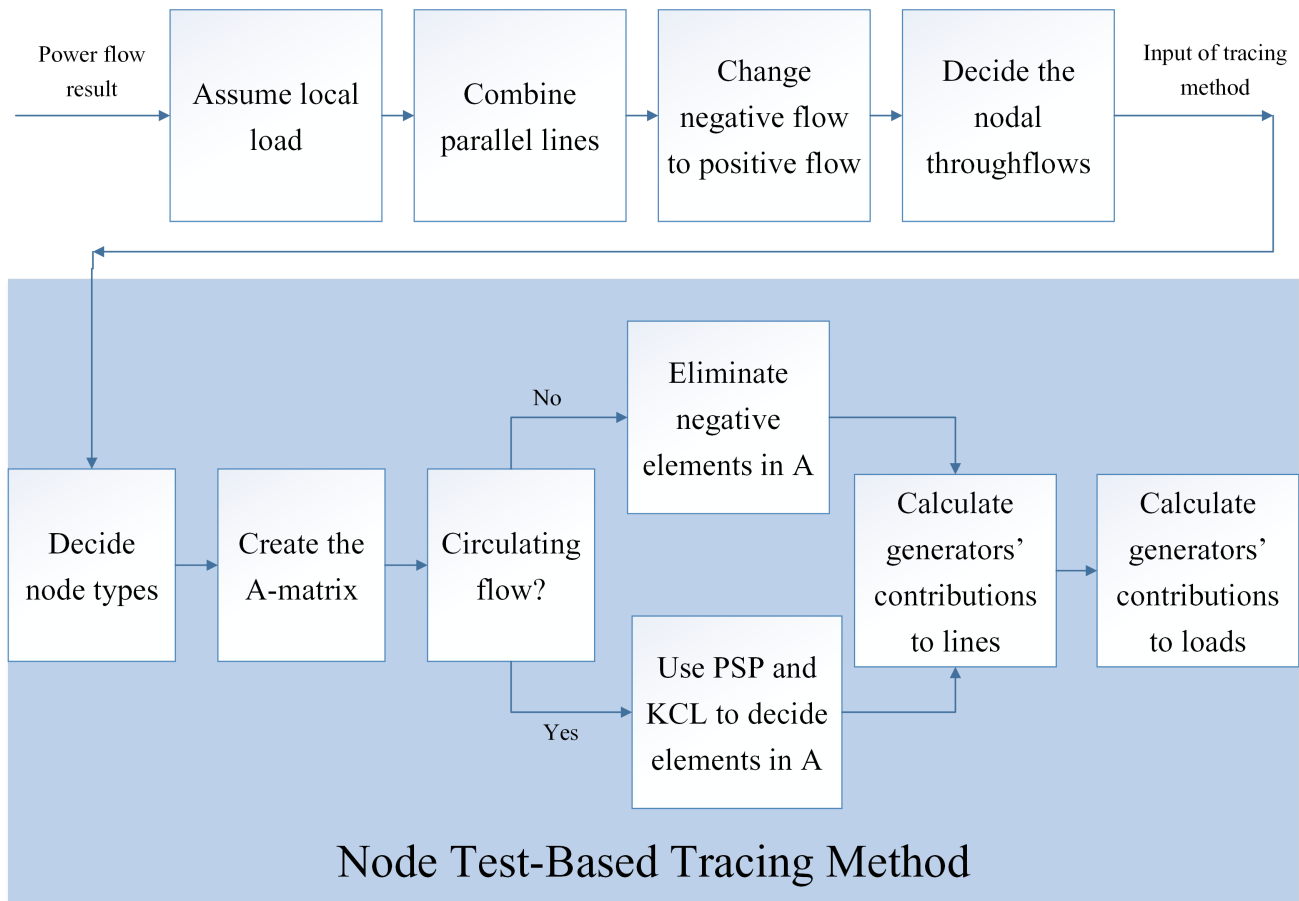 Power flow
result
Assume local
load
Combine
parallel lines
Change
negative flow
to positive flow
Decide the
nodal
throughflows
Input of tracing
method
Decide
node types
Create the
A-matrix
Circulating
flow?
No
Eliminate
negative
elements in A
Yes
Use PSP and
KCL to decide
elements in A
Calculate
generators’
contributions
to lines
Calculate
generators’
contributions
to loads
Node Test-Based Tracing Method